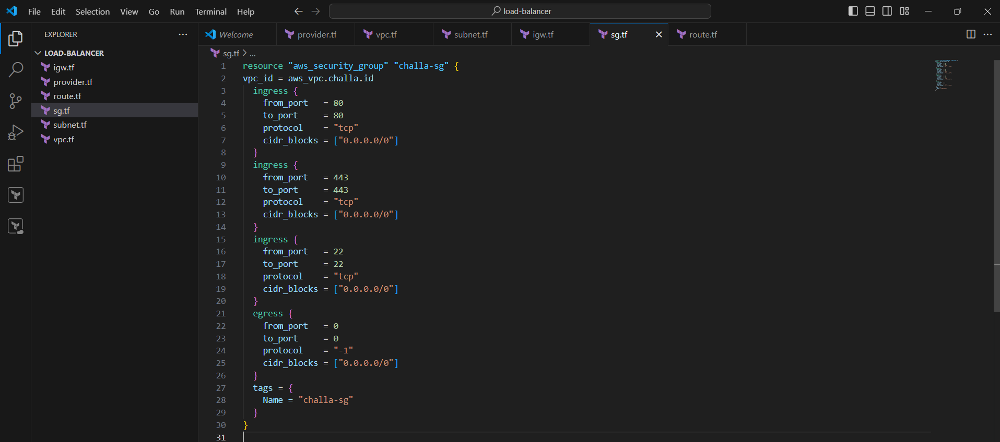 File Edit Selection View Go Run Terminal Help load-balancer
EXPLORER
LOAD-BALANCER
igw.tf
provider.tf
route.tf
sg.tf
subnet.tf
vpc.tf
Welcome provider.tf vpc.tf subnet.tf igw.tf sg.tf route.tf
sg.tf > ...
1 resource "aws_security_group" "challa-sg" {
2 vpc_id = aws_vpc.challa.id
3   ingress {
4     from_port   = 80
5     to_port     = 80
6     protocol    = "tcp"
7     cidr_blocks = ["0.0.0.0/0"]
8   }
9   ingress {
10     from_port   = 443
11     to_port     = 443
12     protocol    = "tcp"
13     cidr_blocks = ["0.0.0.0/0"]
14   }
15   ingress {
16     from_port   = 22
17     to_port     = 22
18     protocol    = "tcp"
19     cidr_blocks = ["0.0.0.0/0"]
20   }
21   egress {
22     from_port   = 0
23     to_port     = 0
24     protocol    = "-1"
25     cidr_blocks = ["0.0.0.0/0"]
26   }
27   tags = {
28     Name = "challa-sg"
29   }
30 }
31